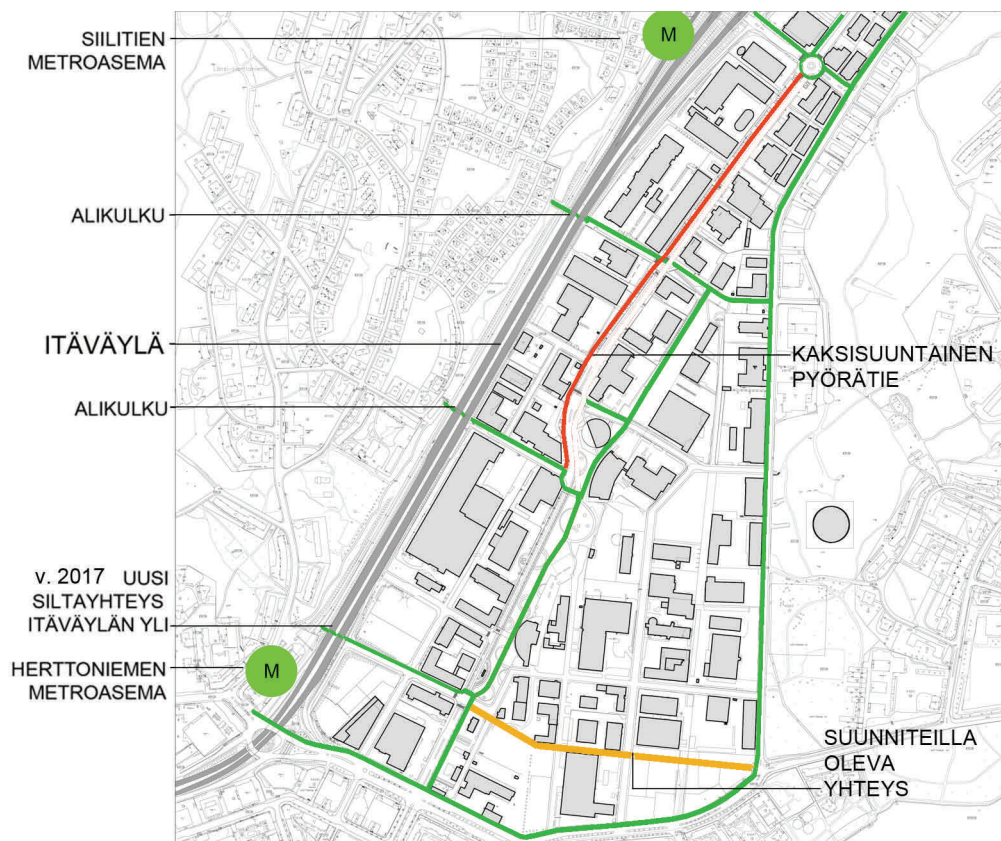 SIILITIEN
METROASEMA
M
ALIKULKU
ITÄVÄYLÄ
KAKSISUUNTAINEN
PYÖRÄTIE
ALIKULKU
v. 2017 UUSI
SILTAYHTEYS
ITÄVÄYLÄN YLI
HERTTONIEMEN
METROASEMA
M
SUUNNITEILLA
OLEVA
YHTEYS